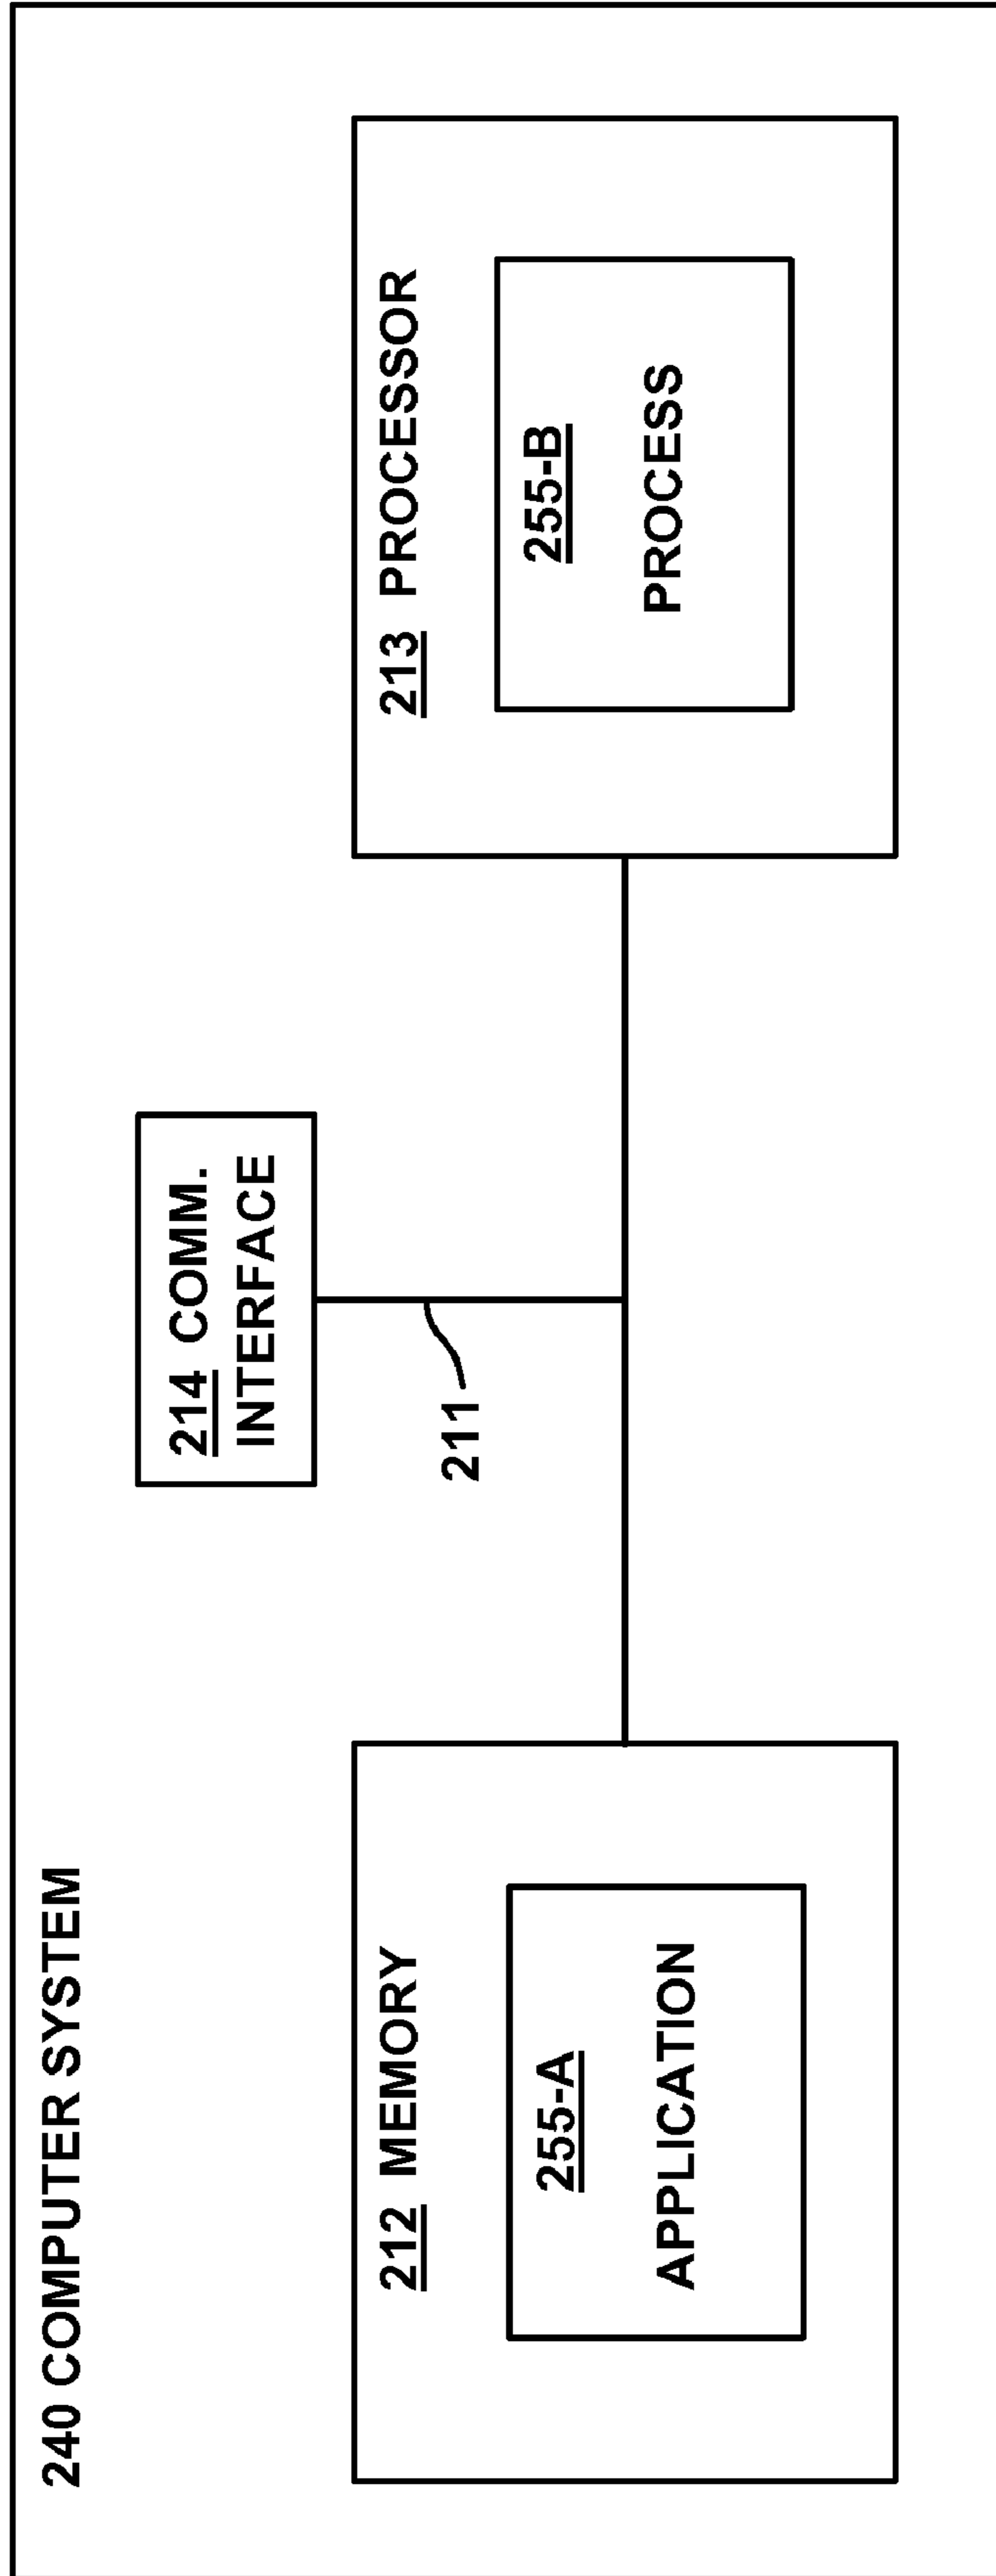 240 COMPUTER SYSTEM
214 COMM.
INTERFACE
211
212 MEMORY
255-A
APPLICATION
213 PROCESSOR
255-B
PROCESS